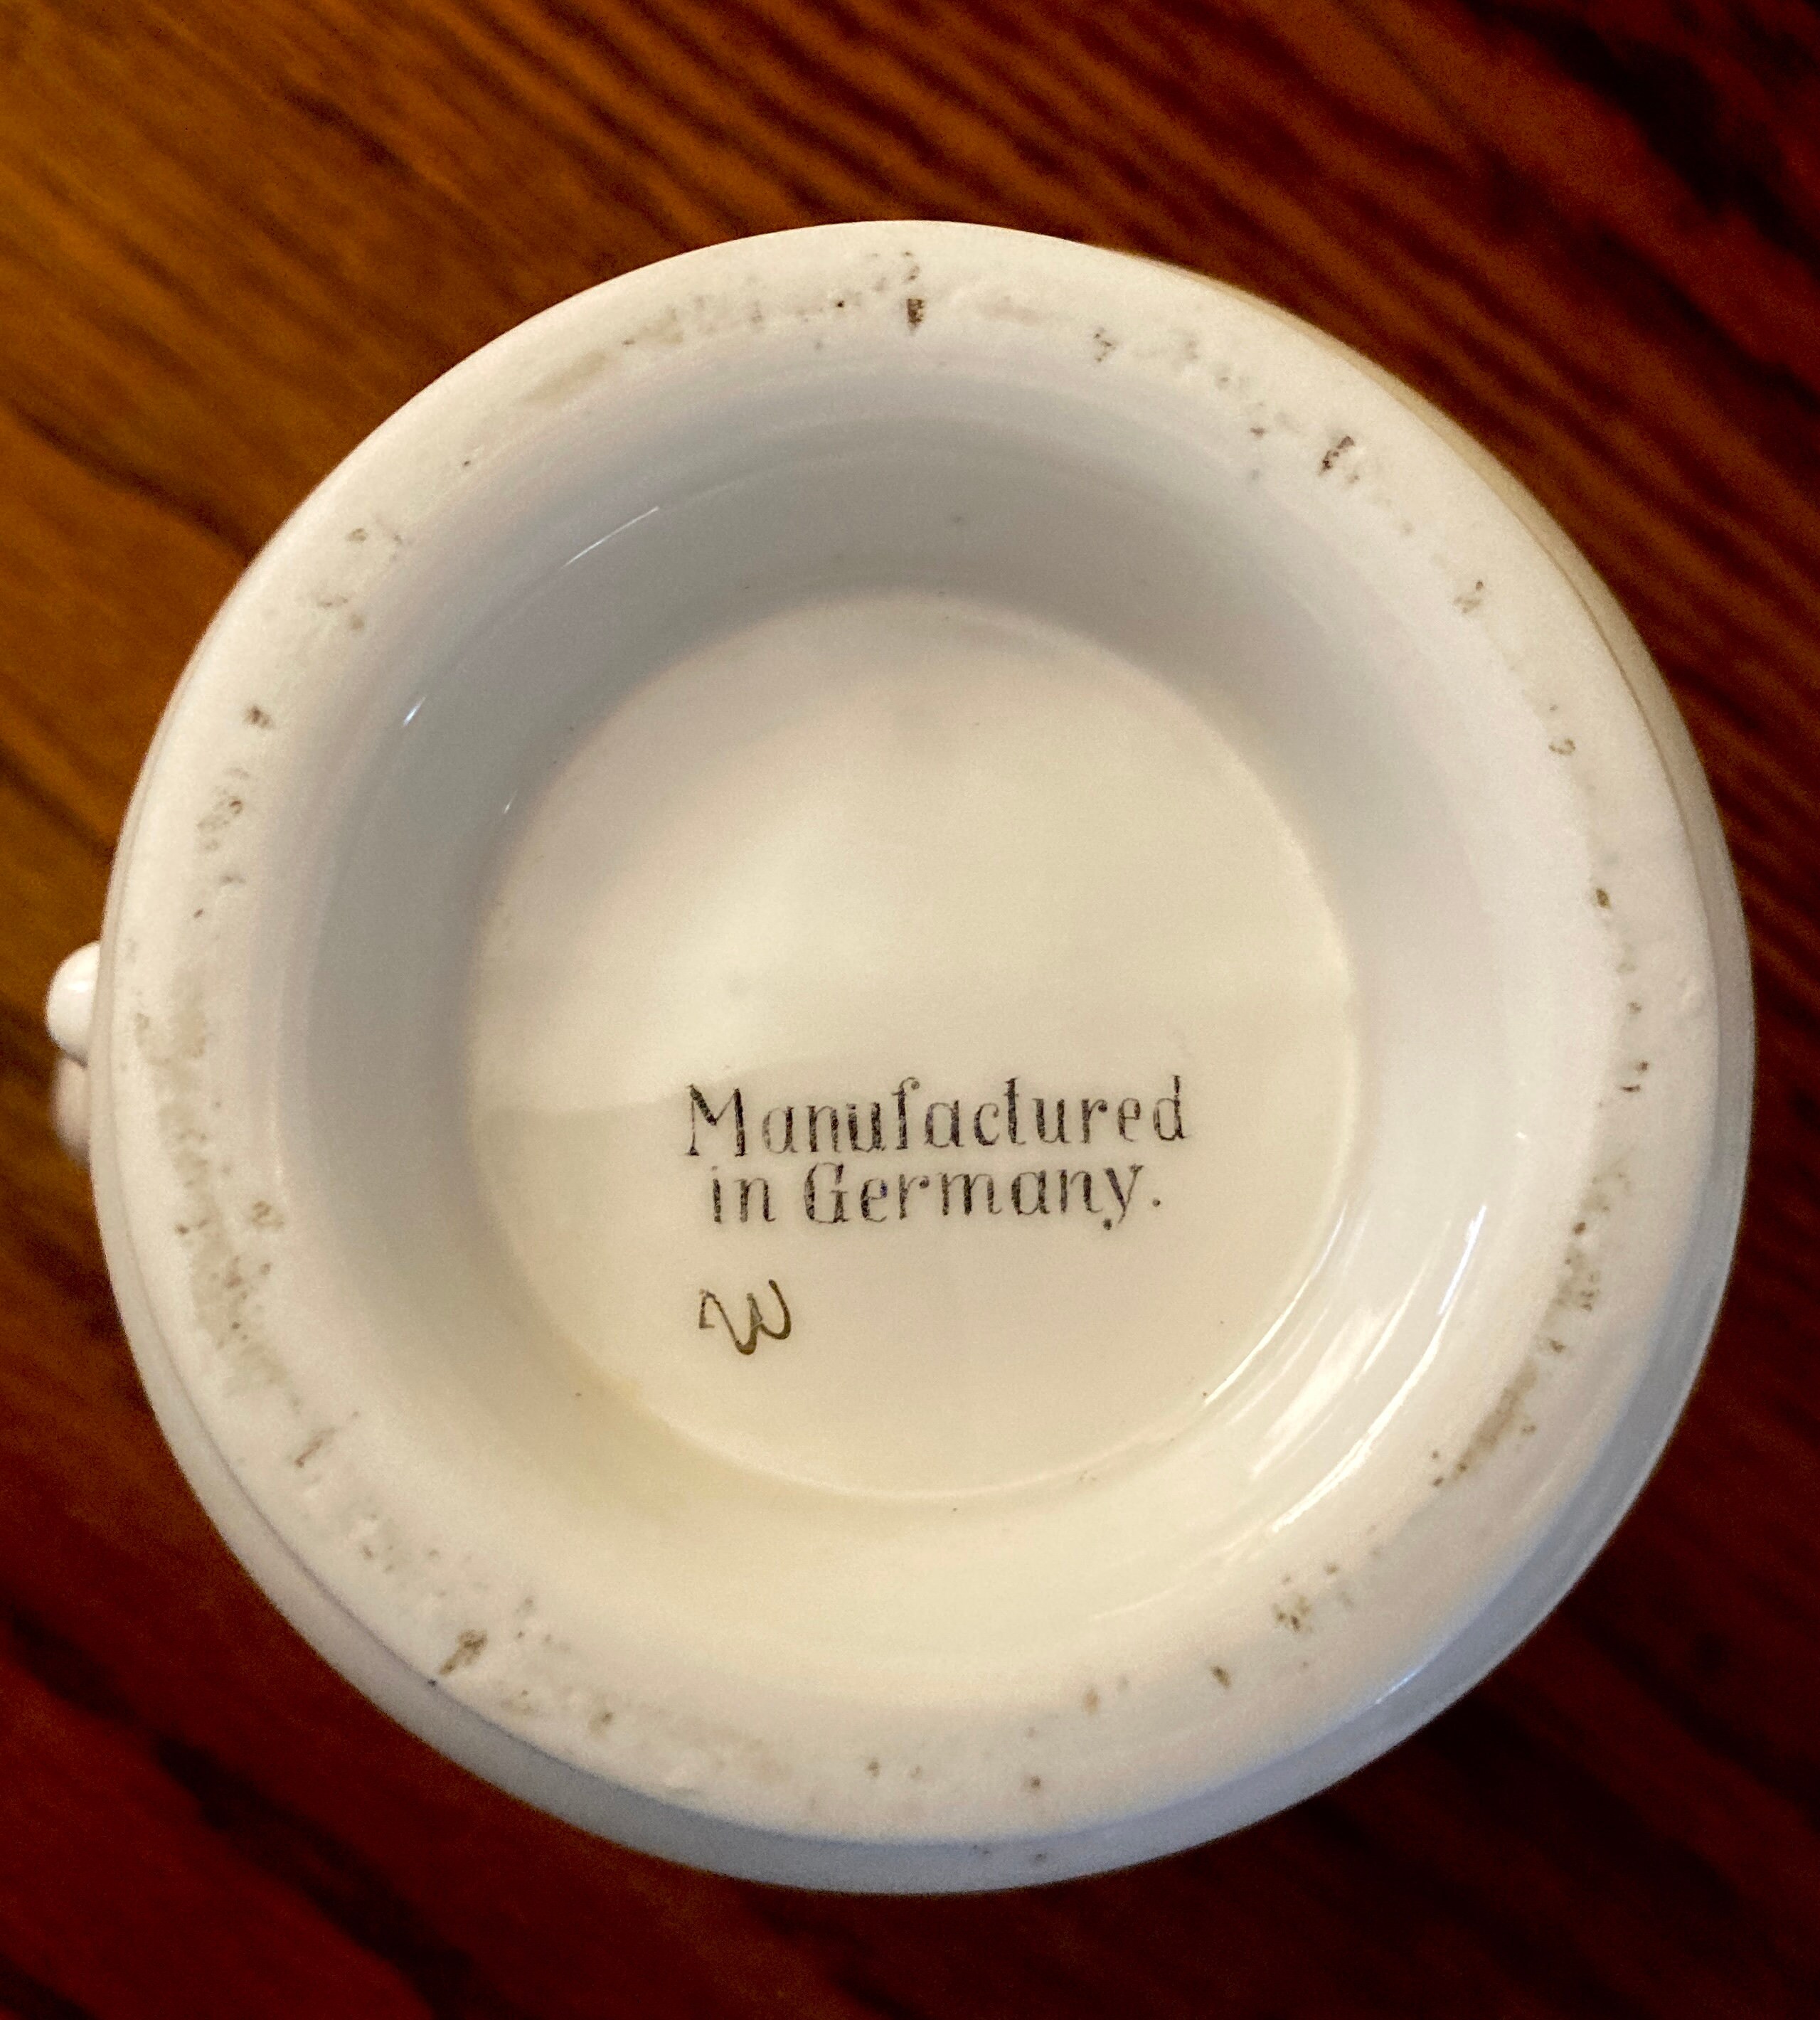 Manufactured
in Germany.
W